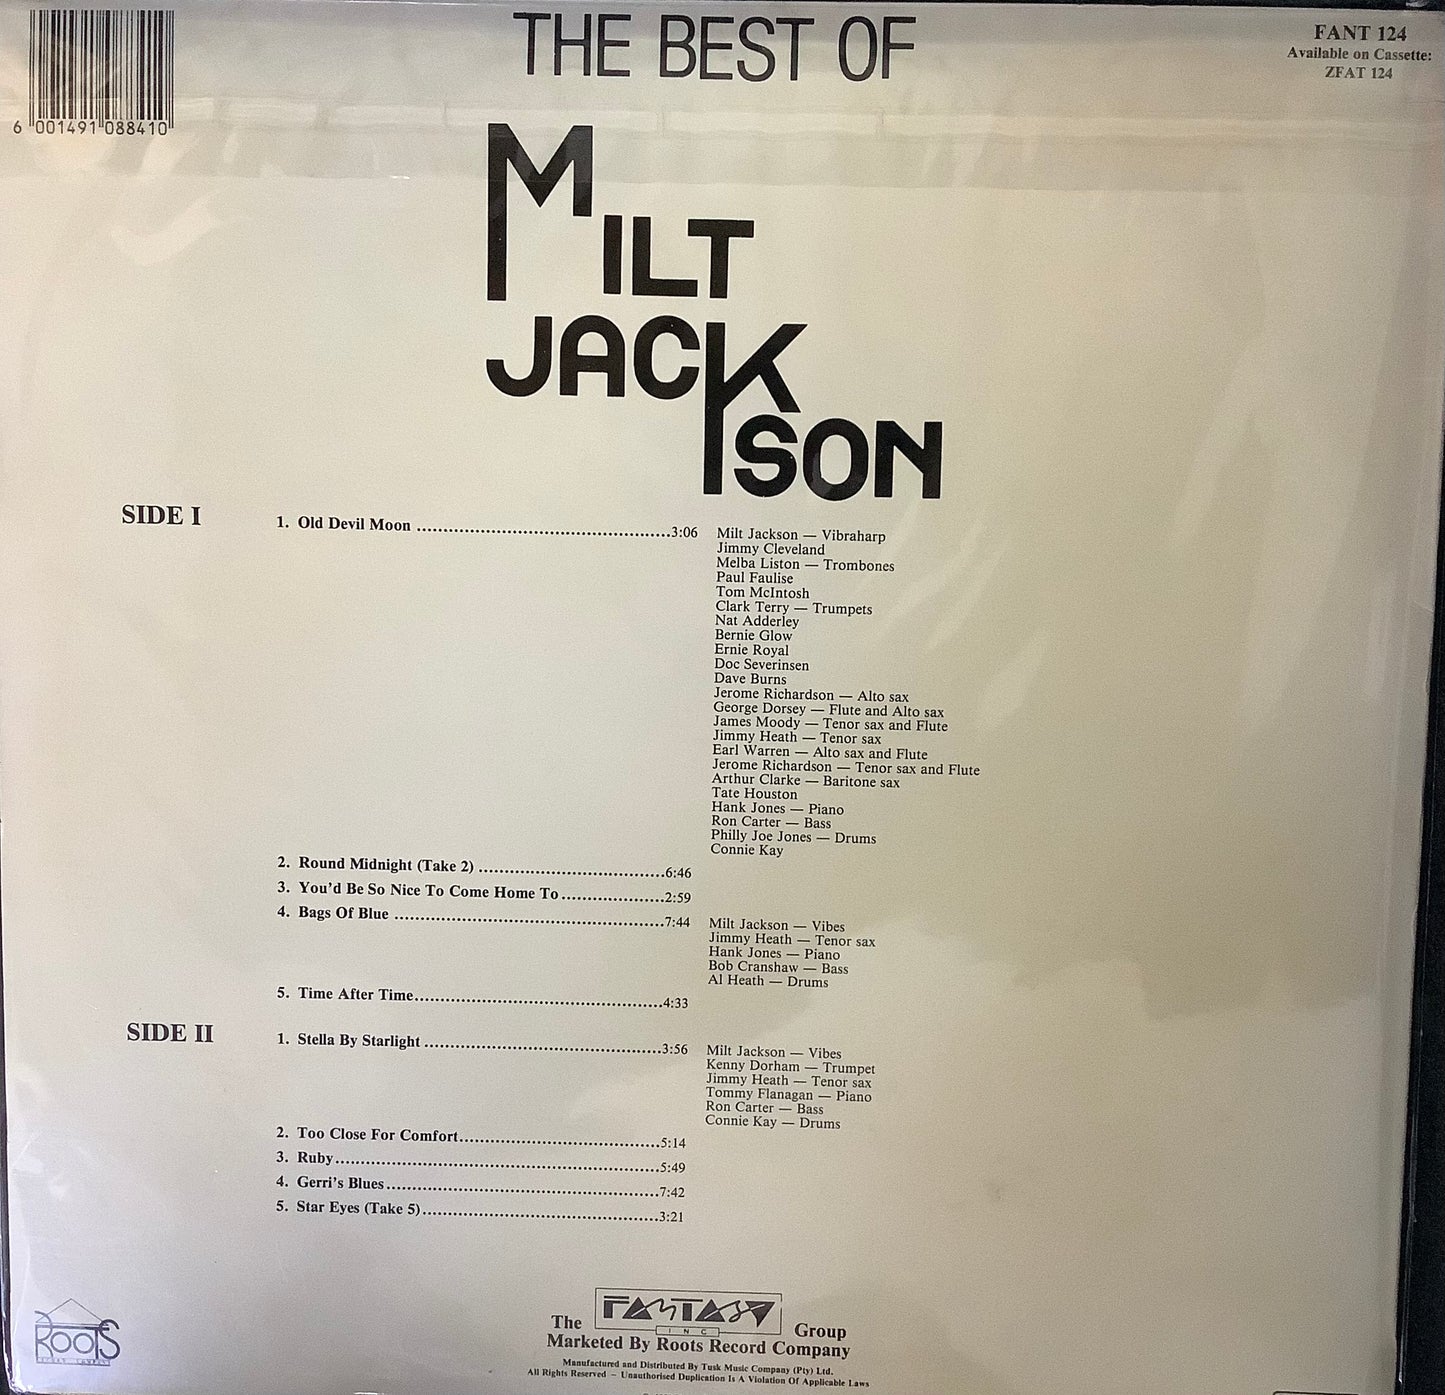 THE BEST OF
FANT 124
Available on Cassette:
ZFAT 124
6 001491 088410
MILT
JACKSON
SIDE I
1. Old Devil Moon ................................................3:06
Milt Jackson — Vibraharp
Jimmy Cleveland
Melba Liston — Trombones
Paul Faulise
Tom McIntosh
Clark Terry — Trumpets
Nat Adderley
Bernie Glow
Ernie Royal
Doc Severinsen
Dave Burns
Jerome Richardson — Alto sax
George Dorsey — Flute and Alto sax
James Moody — Tenor sax and Flute
Jimmy Heath — Tenor sax
Earl Warren — Alto sax and Flute
Jerome Richardson — Tenor sax and Flute
Arthur Clarke — Baritone sax
Tate Houston
Hank Jones — Piano
Ron Carter — Bass
Philly Joe Jones — Drums
Connie Kay
2. Round Midnight (Take 2) ...................................6:46
3. You'd Be So Nice To Come Home To ...................2:59
4. Bags Of Blue ...................................................7:44
Milt Jackson — Vibes
Jimmy Heath — Tenor sax
Hank Jones — Piano
Bob Cranshaw — Bass
Al Heath — Drums
5. Time After Time...............................................4:33
SIDE II
1. Stella By Starlight .............................................3:56
Milt Jackson — Vibes
Kenny Dorham — Trumpet
Jimmy Heath — Tenor sax
Tommy Flanagan — Piano
Ron Carter — Bass
Connie Kay — Drums
2. Too Close For Comfort......................................5:14
3. Ruby.............................................................5:49
4. Gerri's Blues...................................................7:42
5. Star Eyes (Take 5).............................................3:21
ROOTS
The FANTASY Group
INC
Marketed By Roots Record Company
Manufactured and Distributed By Tusk Music Company (Pty) Ltd.
All Rights Reserved – Unauthorised Duplication Is A Violation Of Applicable Laws